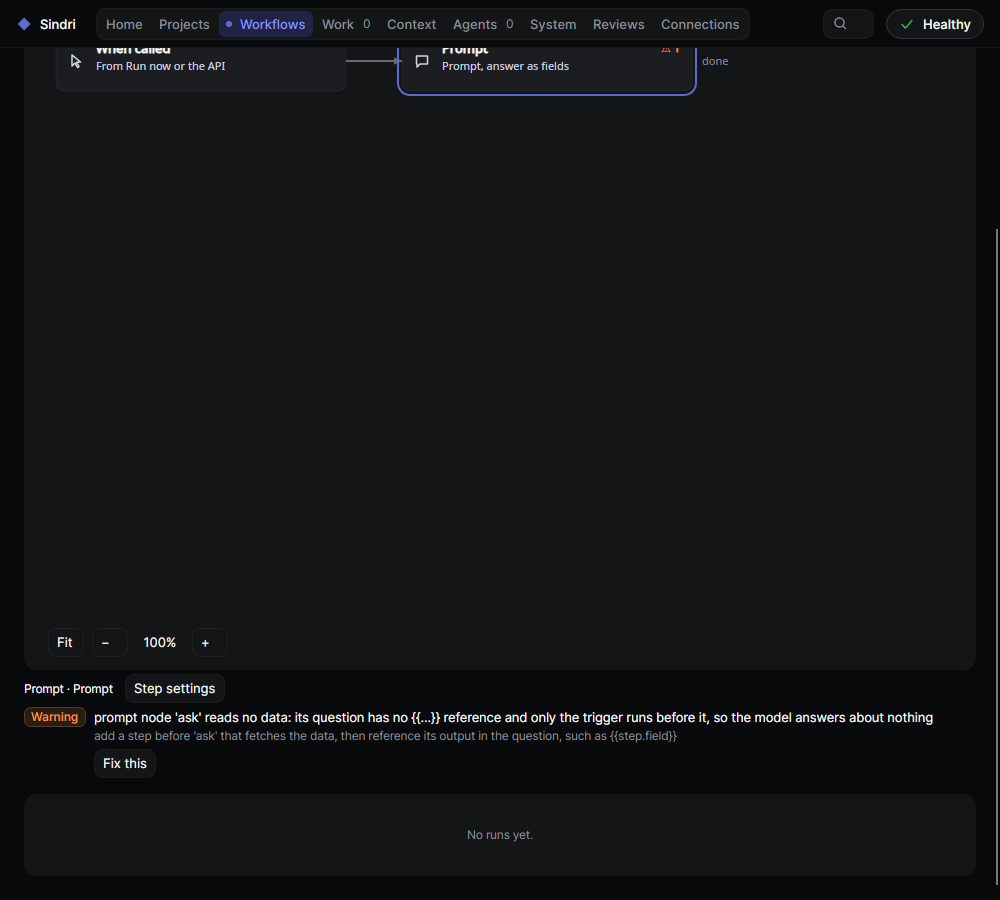 Sindri
Home Projects Workflows Work 0 Context Agents 0 System Reviews Connections
Healthy
When called
From Run now or the API
Prompt
Prompt, answer as fields
done
Fit
−
100%
+
Prompt · Prompt
Step settings
Warning
prompt node 'ask' reads no data: its question has no {{...}} reference and only the trigger runs before it, so the model answers about nothing
add a step before 'ask' that fetches the data, then reference its output in the question, such as {{step.field}}
Fix this
No runs yet.